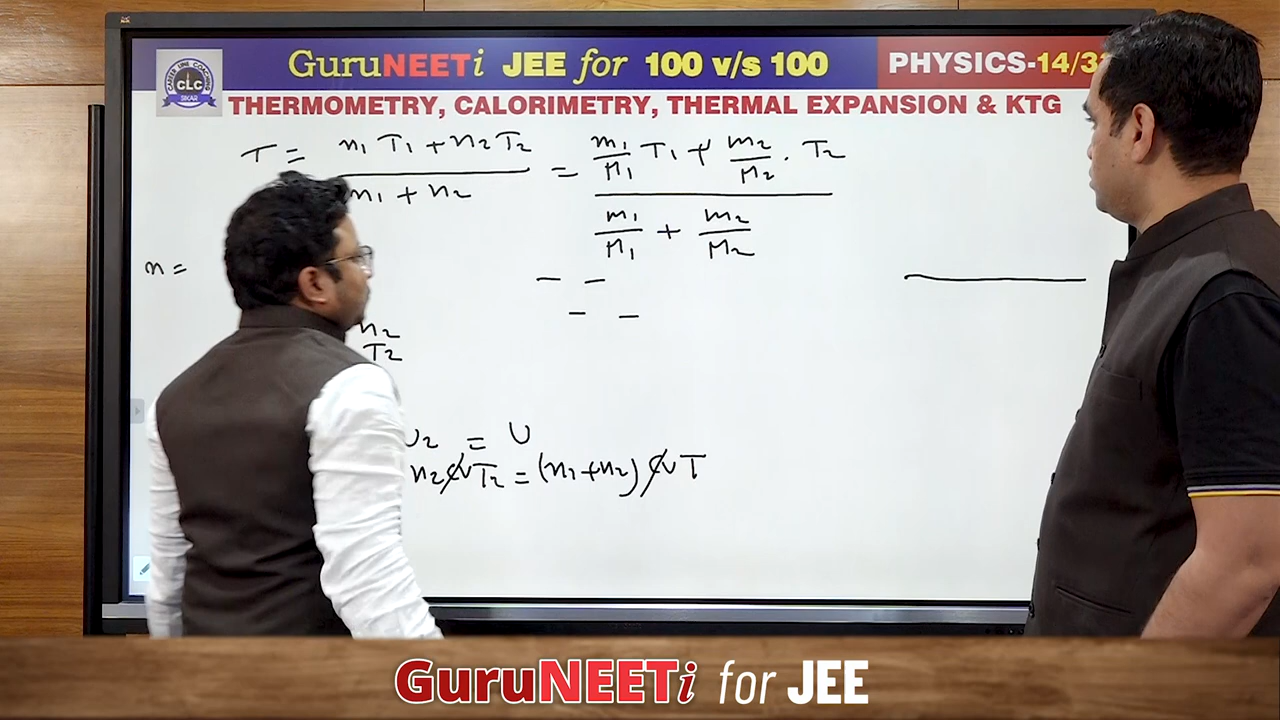 GuruNEETi JEE for 100 v/s 100
PHYSICS-14/3
CLC
SIKAR
THERMOMETRY, CALORIMETRY, THERMAL EXPANSION & KTG
T = n₁T₁ + n₂T₂ / n₁ + n₂ = m₁/M₁ T₁ + m₂/M₂ . T₂ / m₁/M₁ + m₂/M₂
n =
n₂
T₂
U₂ = U
n₂CvT₂ = (n₁+n₂) CvT
GuruNEETi for JEE